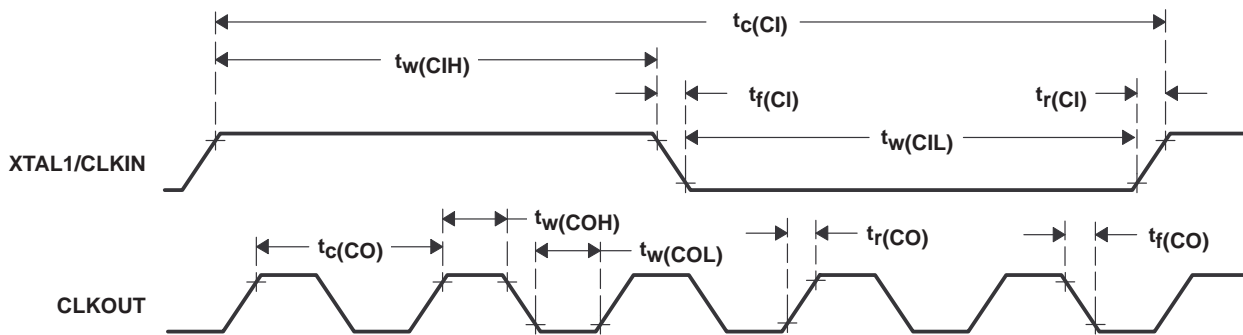 tc(CI)
tw(CIH)
tf(CI)
tr(CI)
tw(CIL)
XTAL1/CLKIN
tw(COH)
tc(CO)
tw(COL)
tr(CO)
tf(CO)
CLKOUT